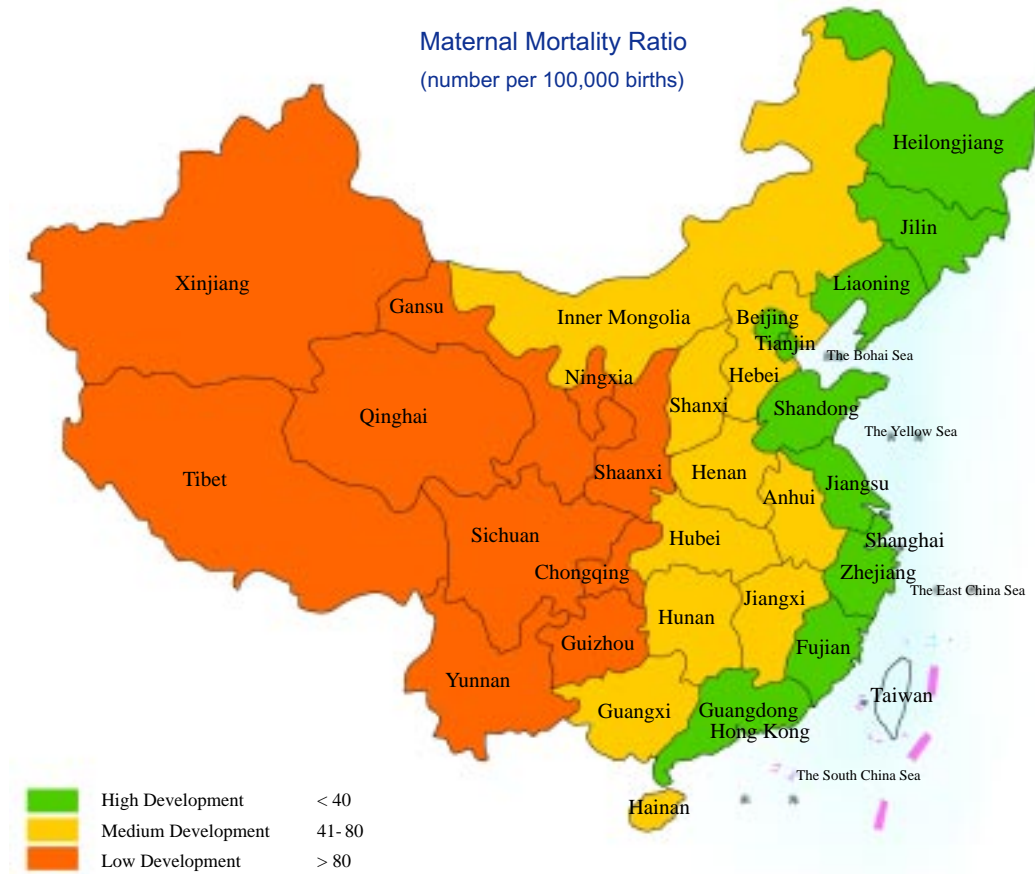 Maternal Mortality Ratio
(number per 100,000 births)
Heilongjiang
Jilin
Liaoning
Xinjiang
Gansu
Inner Mongolia
Beijing
Tianjin
The Bohai Sea
Ningxia
Hebei
Shanxi
Shandong
Qinghai
The Yellow Sea
Tibet
Shaanxi
Henan
Jiangsu
Anhui
Sichuan
Hubei
Shanghai
Chongqing
Zhejiang
The East China Sea
Jiangxi
Hunan
Guizhou
Fujian
Yunnan
Taiwan
Guangxi
Guangdong
Hong Kong
The South China Sea
Hainan
High Development < 40
Medium Development 41-80
Low Development > 80